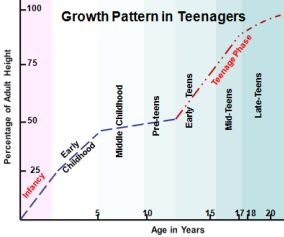 Growth Pattern in Teenagers
100
75
50
25
Percentage of Adult Height
Infancy
Early
Childhood
Middle Childhood
Pre-teens
Early Teens
Teenage Phase
Mid-Teens
Late-Teens
5
10
15
17
18
20
Age in Years